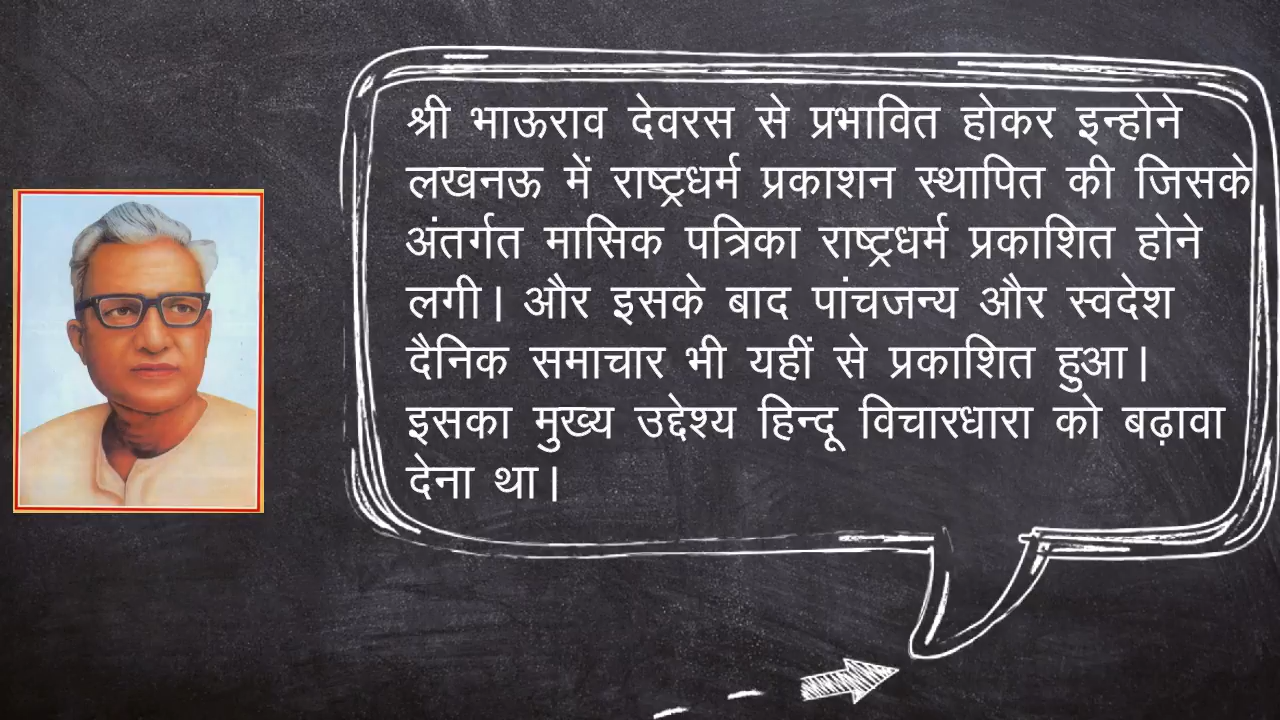 श्री भाऊराव देवरस से प्रभावित होकर इन्होने
लखनऊ में राष्ट्रधर्म प्रकाशन स्थापित की जिसके
अंतर्गत मासिक पत्रिका राष्ट्रधर्म प्रकाशित होने
लगी। और इसके बाद पांचजन्य और स्वदेश
दैनिक समाचार भी यहीं से प्रकाशित हुआ।
इसका मुख्य उद्देश्य हिन्दू विचारधारा को बढ़ावा
देना था।